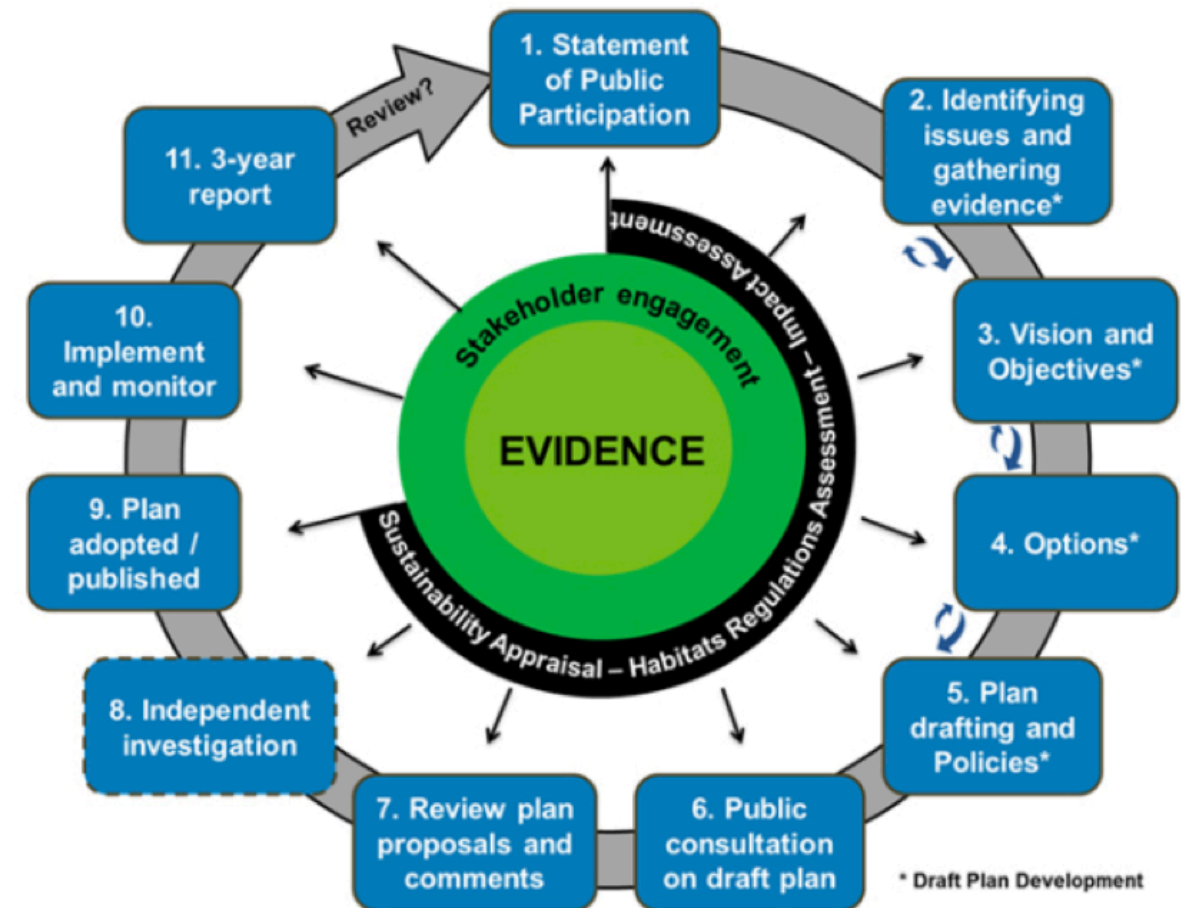 1. Statement
of Public
Participation
2. Identifying
issues and
gathering
evidence*
3. Vision and
Objectives*
4. Options*
5. Plan
drafting and
Policies*
6. Public
consultation
on draft plan
7. Review plan
proposals and
comments
8. Independent
investigation
9. Plan
adopted /
published
10.
Implement
and monitor
11. 3-year
report
Review?
Stakeholder engagement
EVIDENCE
Sustainability Appraisal – Habitats Regulations Assessment – Impact Assessment
* Draft Plan Development